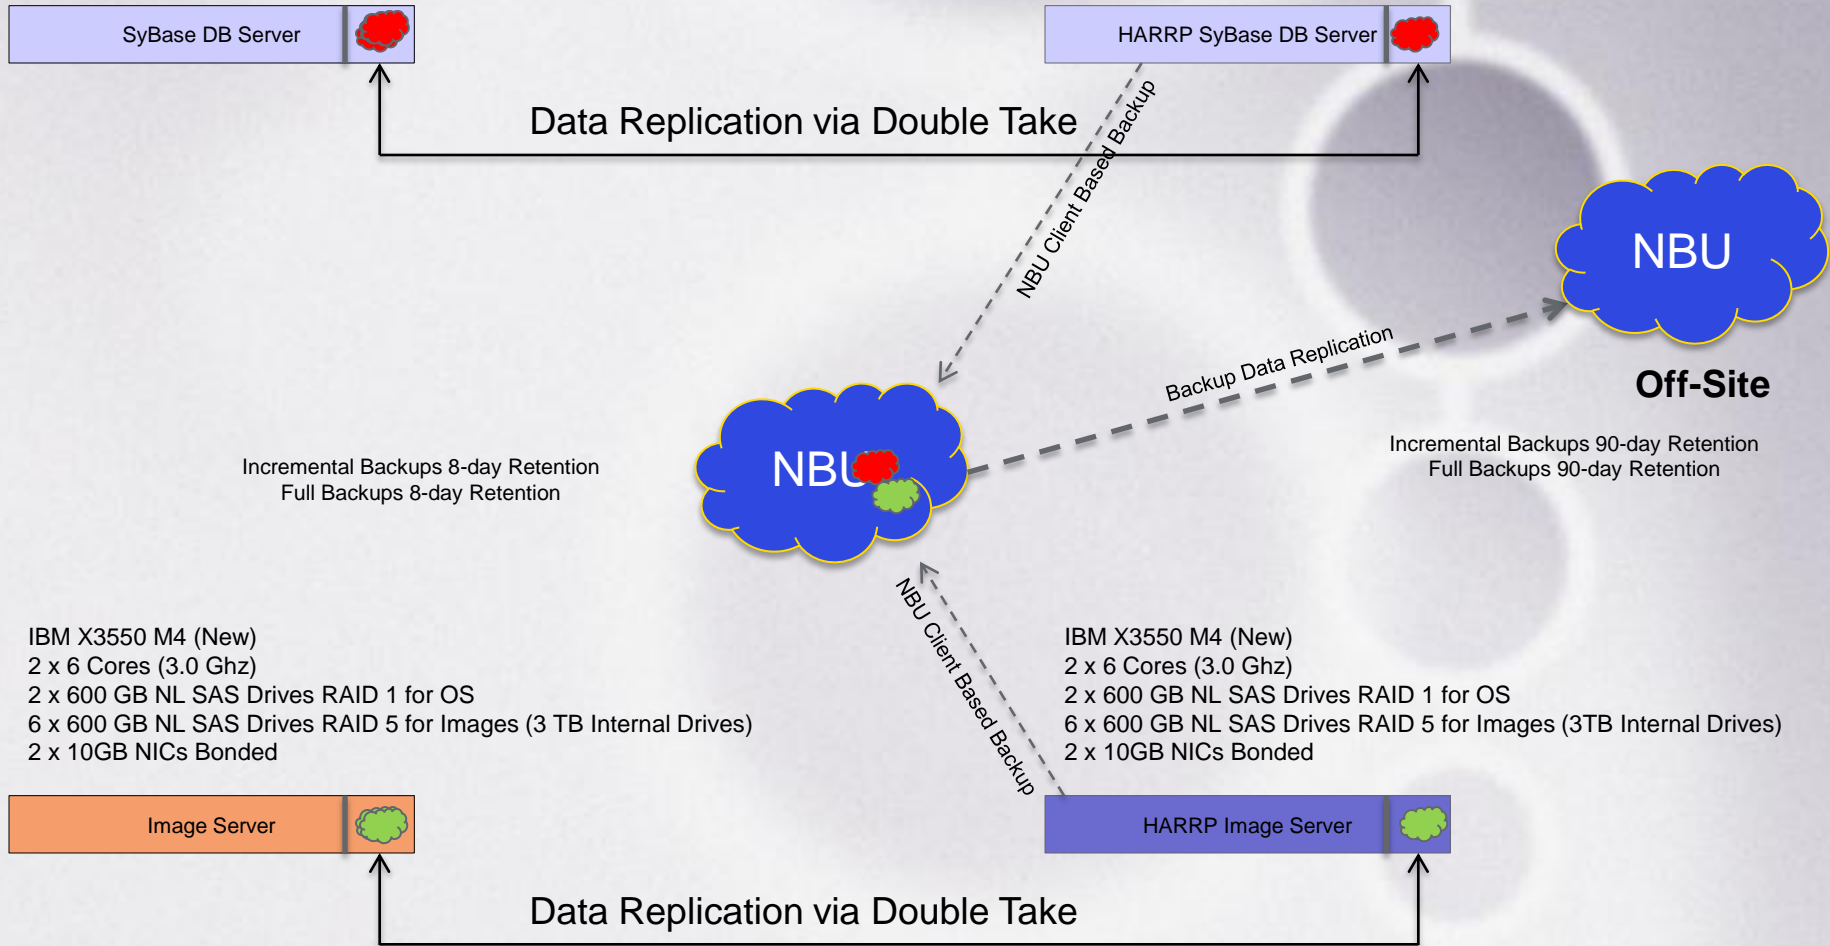 SyBase DB Server
HARRP SyBase DB Server
Data Replication via Double Take
NBU Client Based Backup
NBU
Backup Data Replication
Off-Site
Incremental Backups 90-day Retention
Full Backups 90-day Retention
Incremental Backups 8-day Retention
Full Backups 8-day Retention
NBU
NBU Client Based Backup
IBM X3550 M4 (New)
2 x 6 Cores (3.0 Ghz)
2 x 600 GB NL SAS Drives RAID 1 for OS
6 x 600 GB NL SAS Drives RAID 5 for Images (3 TB Internal Drives)
2 x 10GB NICs Bonded
IBM X3550 M4 (New)
2 x 6 Cores (3.0 Ghz)
2 x 600 GB NL SAS Drives RAID 1 for OS
6 x 600 GB NL SAS Drives RAID 5 for Images (3TB Internal Drives)
2 x 10GB NICs Bonded
Image Server
HARRP Image Server
Data Replication via Double Take